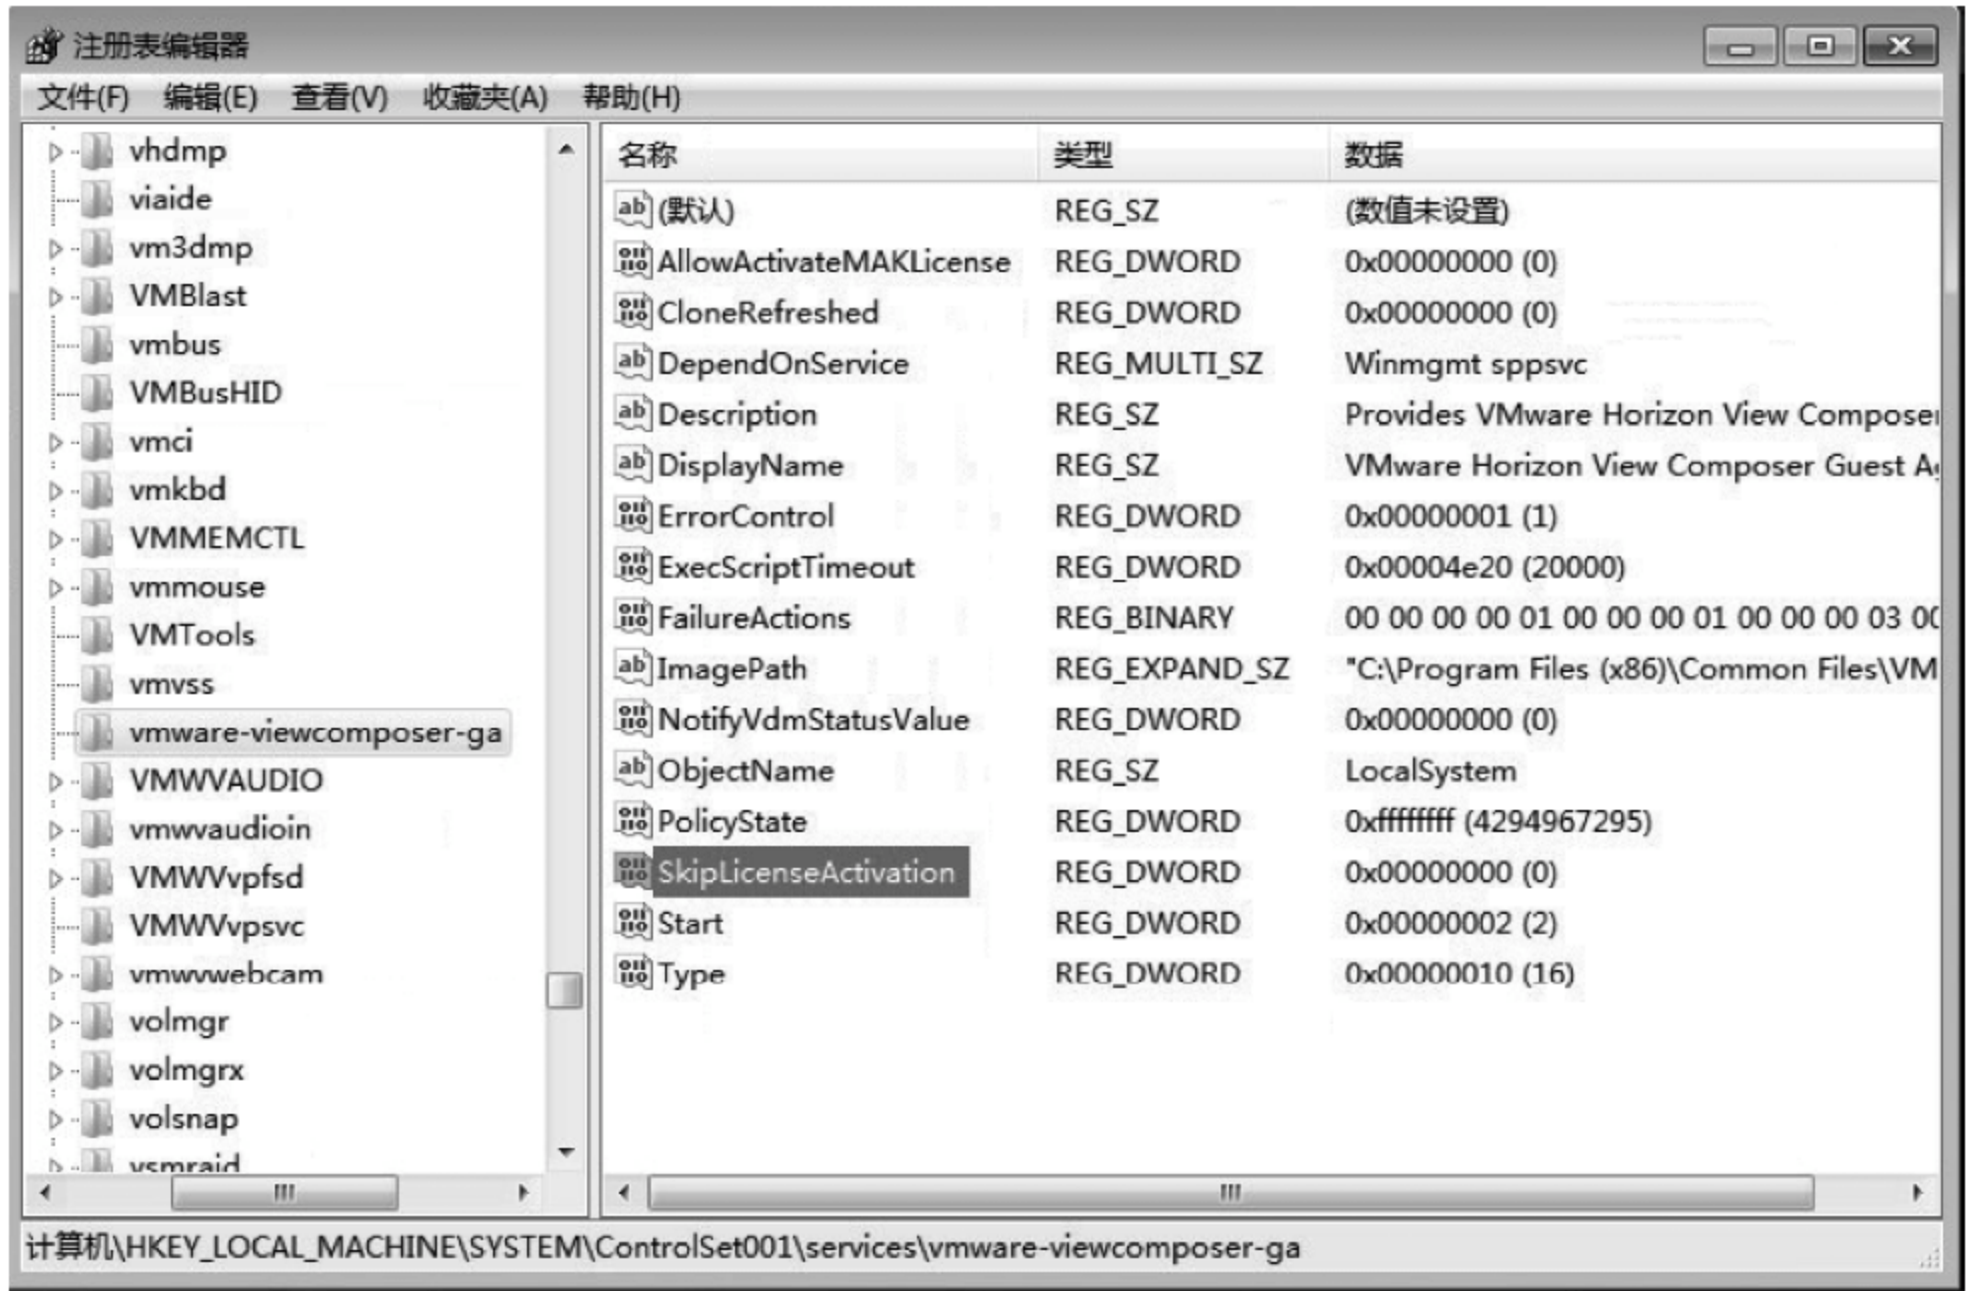 注册表编辑器
文件(F) 编辑(E) 查看(V) 收藏夹(A) 帮助(H)
vhdmp
viaide
vm3dmp
VMBlast
vmbus
VMBusHID
vmci
vmkbd
VMMEMCTL
vmmouse
VMTools
vmvss
vmware-viewcomposer-ga
VMWVAUDIO
vmwvaudioin
VMWVvpfsd
VMWVvpsvc
vmwvwebcam
volmgr
volmgrx
volsnap
vsmraid
名称 类型 数据
(默认) REG_SZ (数值未设置)
AllowActivateMAKLicense REG_DWORD 0x00000000 (0)
CloneRefreshed REG_DWORD 0x00000000 (0)
DependOnService REG_MULTI_SZ Winmgmt sppsvc
Description REG_SZ Provides VMware Horizon View Composer
DisplayName REG_SZ VMware Horizon View Composer Guest Ag
ErrorControl REG_DWORD 0x00000001 (1)
ExecScriptTimeout REG_DWORD 0x00004e20 (20000)
FailureActions REG_BINARY 00 00 00 00 01 00 00 00 01 00 00 00 03 00
ImagePath REG_EXPAND_SZ "C:\Program Files (x86)\Common Files\VM
NotifyVdmStatusValue REG_DWORD 0x00000000 (0)
ObjectName REG_SZ LocalSystem
PolicyState REG_DWORD 0xffffffff (4294967295)
SkipLicenseActivation REG_DWORD 0x00000000 (0)
Start REG_DWORD 0x00000002 (2)
Type REG_DWORD 0x00000010 (16)
计算机\HKEY_LOCAL_MACHINE\SYSTEM\ControlSet001\services\vmware-viewcomposer-ga